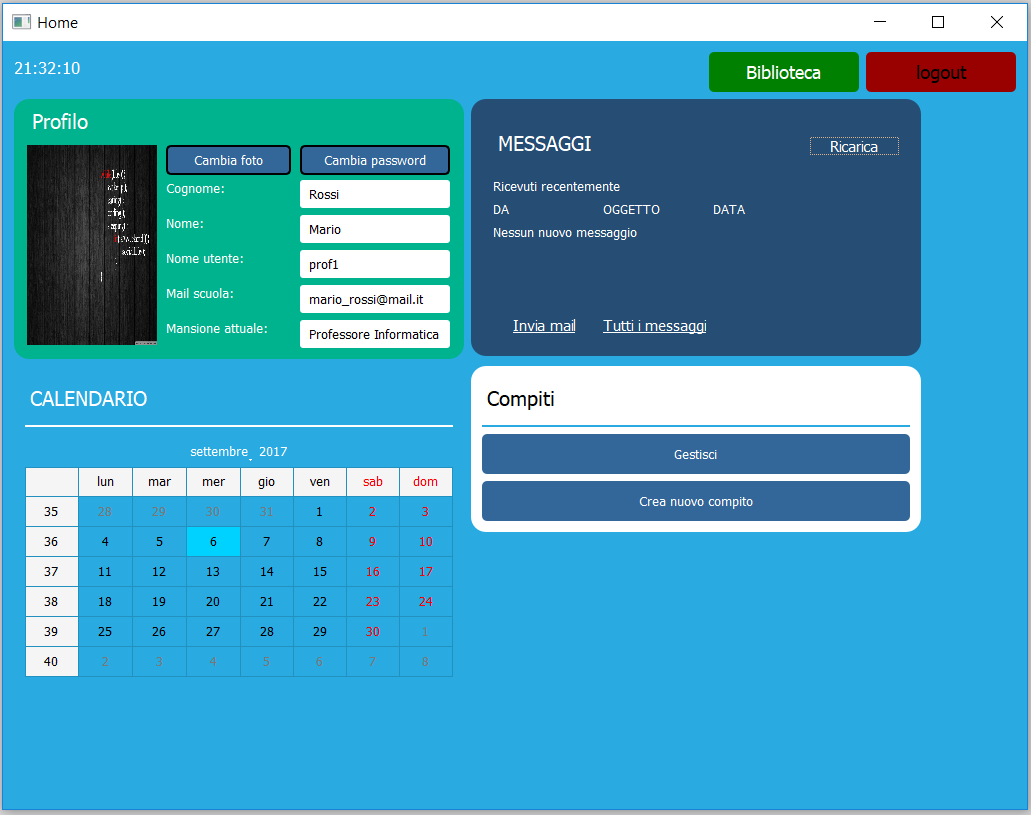 Home
21:32:10
Biblioteca
logout
Profilo
Cambia foto
Cambia password
Cognome:
Rossi
Nome:
Mario
Nome utente:
prof1
Mail scuola:
mario_rossi@mail.it
Mansione attuale:
Professore Informatica
MESSAGGI
Ricarica
Ricevuti recentemente
DA OGGETTO DATA
Nessun nuovo messaggio
Invia mail Tutti i messaggi
CALENDARIO
settembre, 2017
lun mar mer gio ven sab dom
35 28 29 30 31 1 2 3
36 4 5 6 7 8 9 10
37 11 12 13 14 15 16 17
38 18 19 20 21 22 23 24
39 25 26 27 28 29 30 1
40 2 3 4 5 6 7 8
Compiti
Gestisci
Crea nuovo compito